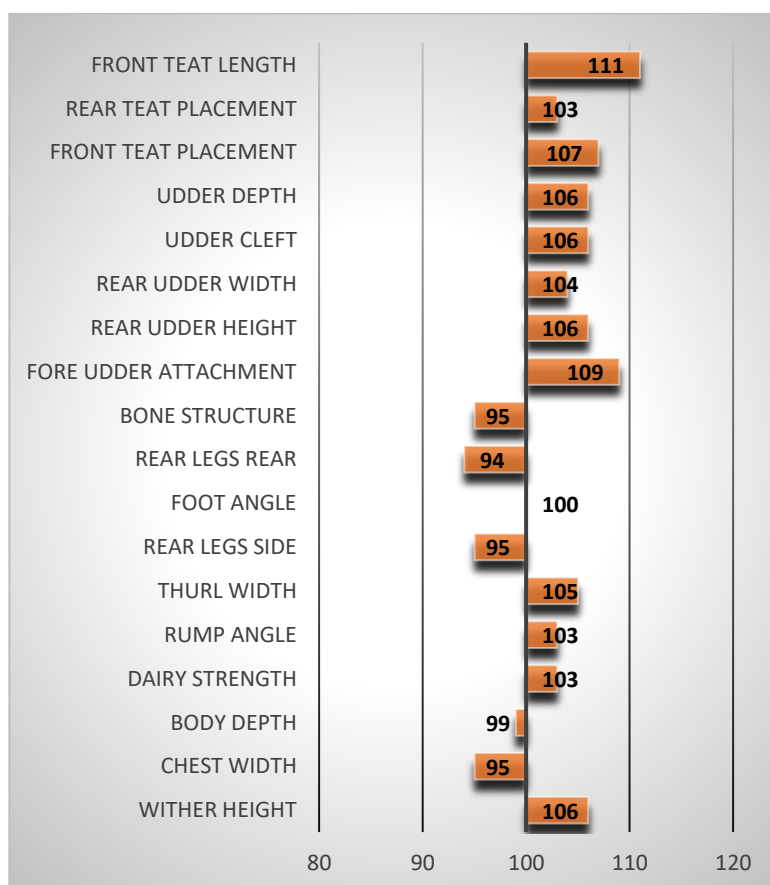 FRONT TEAT LENGTH 111
REAR TEAT PLACEMENT 103
FRONT TEAT PLACEMENT 107
UDDER DEPTH 106
UDDER CLEFT 106
REAR UDDER WIDTH 104
REAR UDDER HEIGHT 106
FORE UDDER ATTACHMENT 109
BONE STRUCTURE 95
REAR LEGS REAR 94
FOOT ANGLE 100
REAR LEGS SIDE 95
THURL WIDTH 105
RUMP ANGLE 103
DAIRY STRENGTH 103
BODY DEPTH 99
CHEST WIDTH 95
WITHER HEIGHT 106
80 90 100 110 120